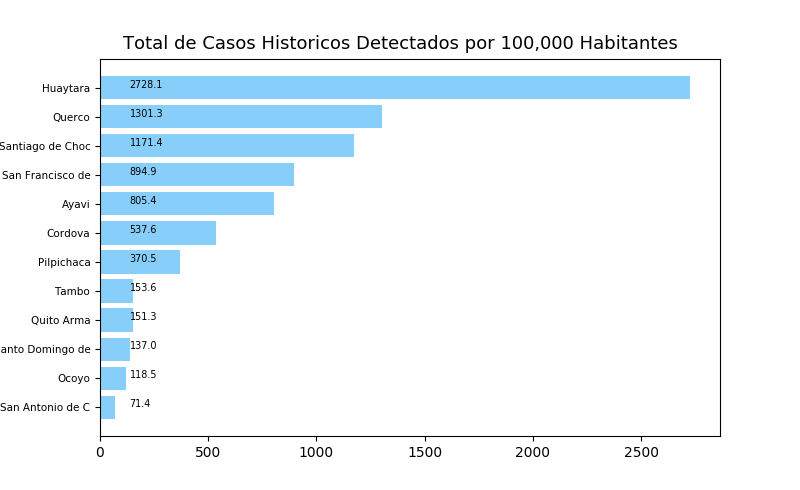 Total de Casos Historicos Detectados por 100,000 Habitantes
Huaytara 2728.1
Querco 1301.3
Santiago de Choc 1171.4
San Francisco de 894.9
Ayavi 805.4
Cordova 537.6
Pilpichaca 370.5
Tambo 153.6
Quito Arma 151.3
anto Domingo de 137.0
Ocoyo 118.5
San Antonio de C 71.4
0 500 1000 1500 2000 2500